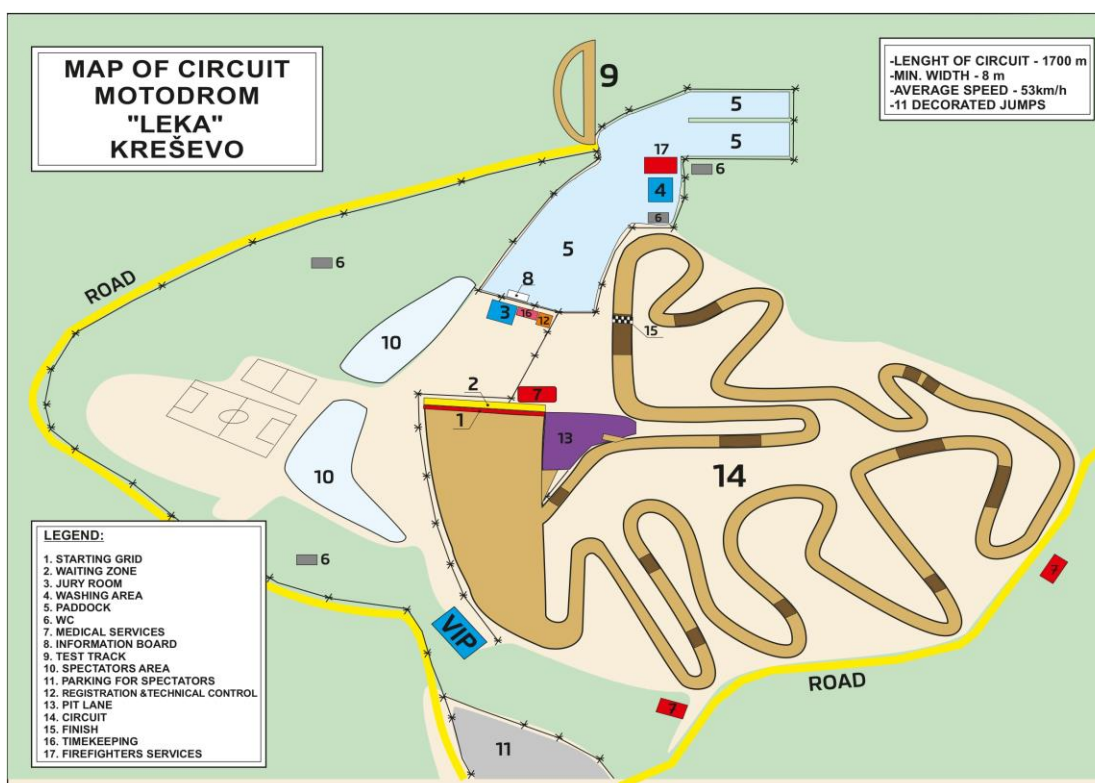 MAP OF CIRCUIT
MOTODROM
"LEKA"
KREŠEVO
-LENGHT OF CIRCUIT - 1700 m
-MIN. WIDTH - 8 m
-AVERAGE SPEED - 53km/h
-11 DECORATED JUMPS
9
5
5
17
6
4
6
5
6
ROAD
8
3
16
12
15
10
2
7
1
13
10
14
7
6
VIP
ROAD
7
11
LEGEND:
1. STARTING GRID
2. WAITING ZONE
3. JURY ROOM
4. WASHING AREA
5. PADDOCK
6. WC
7. MEDICAL SERVICES
8. INFORMATION BOARD
9. TEST TRACK
10. SPECTATORS AREA
11. PARKING FOR SPECTATORS
12. REGISTRATION &TECHNICAL CONTROL
13. PIT LANE
14. CIRCUIT
15. FINISH
16. TIMEKEEPING
17. FIREFIGHTERS SERVICES